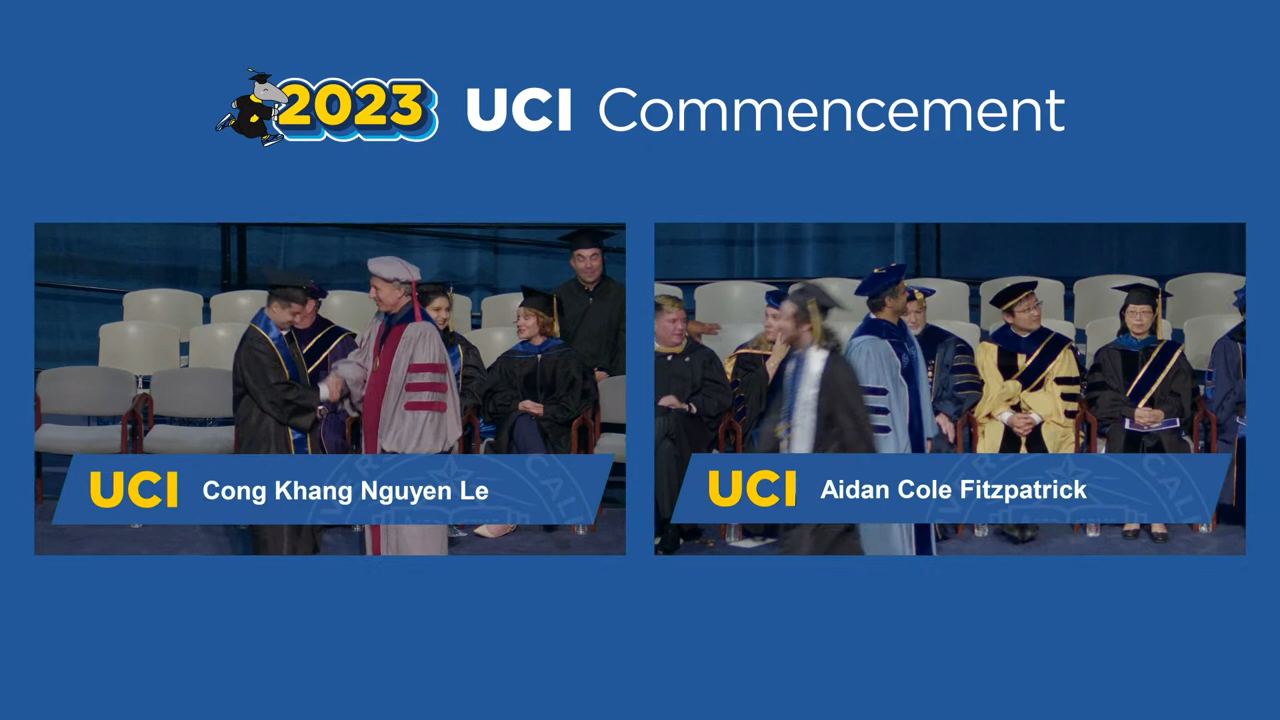 2023 UCI Commencement
UCI Cong Khang Nguyen Le
UCI Aidan Cole Fitzpatrick